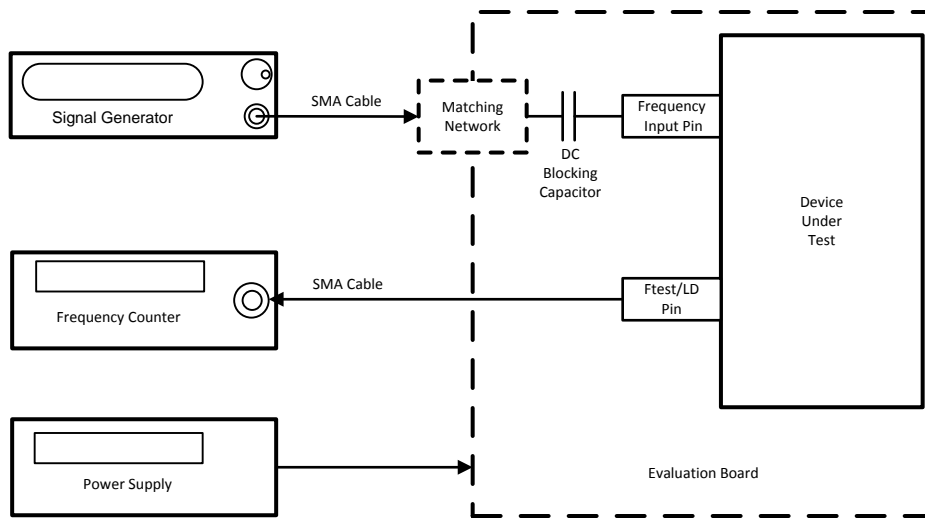 Signal Generator
SMA Cable
Matching
Network
DC
Blocking
Capacitor
Frequency
Input Pin
Device
Under
Test
Frequency Counter
SMA Cable
Ftest/LD
Pin
Power Supply
Evaluation Board